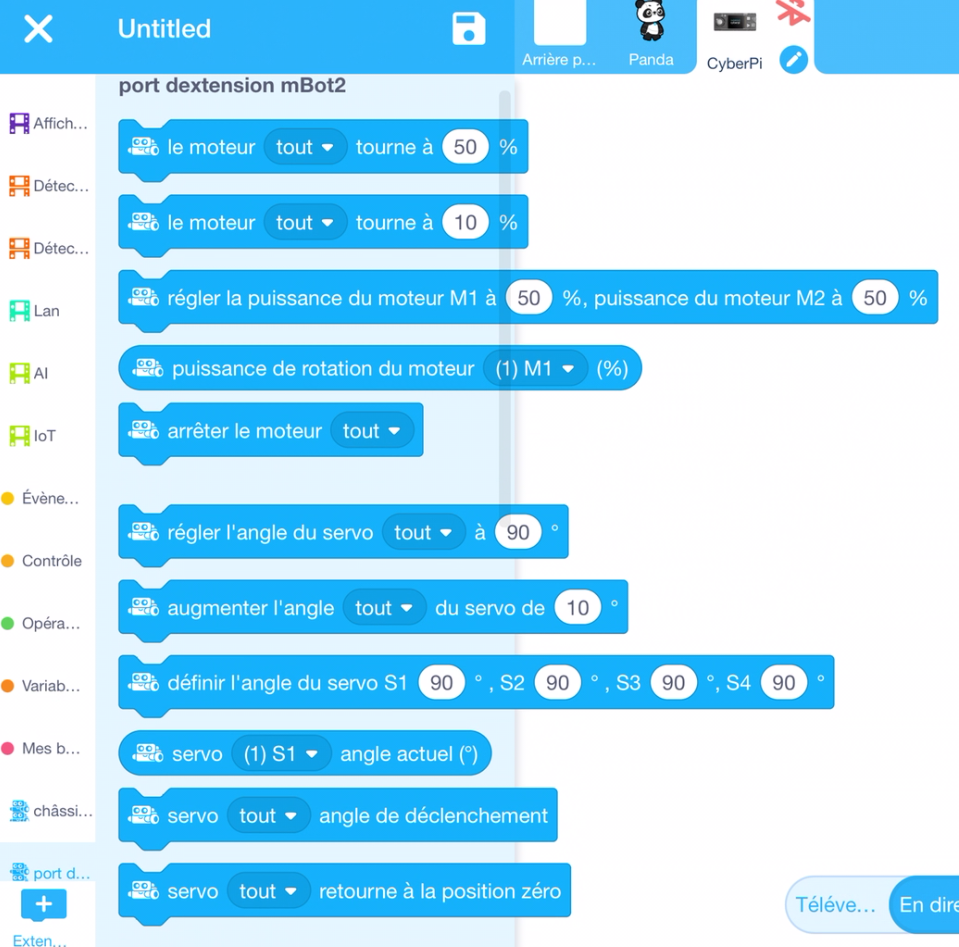 Untitled
Arrière p...
Panda
CyberPi
port dextension mBot2
Affich...
Détec...
Détec...
Lan
AI
IoT
Évène...
Contrôle
Opéra...
Variab...
Mes b...
châssi...
port d...
Exten...
le moteur tout tourne à 50 %
le moteur tout tourne à 10 %
régler la puissance du moteur M1 à 50 %, puissance du moteur M2 à 50 %
puissance de rotation du moteur (1) M1 (%)
arrêter le moteur tout
régler l'angle du servo tout à 90 °
augmenter l'angle tout du servo de 10 °
définir l'angle du servo S1 90 °, S2 90 °, S3 90 °, S4 90 °
servo (1) S1 angle actuel (°)
servo tout angle de déclenchement
servo tout retourne à la position zéro
Téléve...
En dire